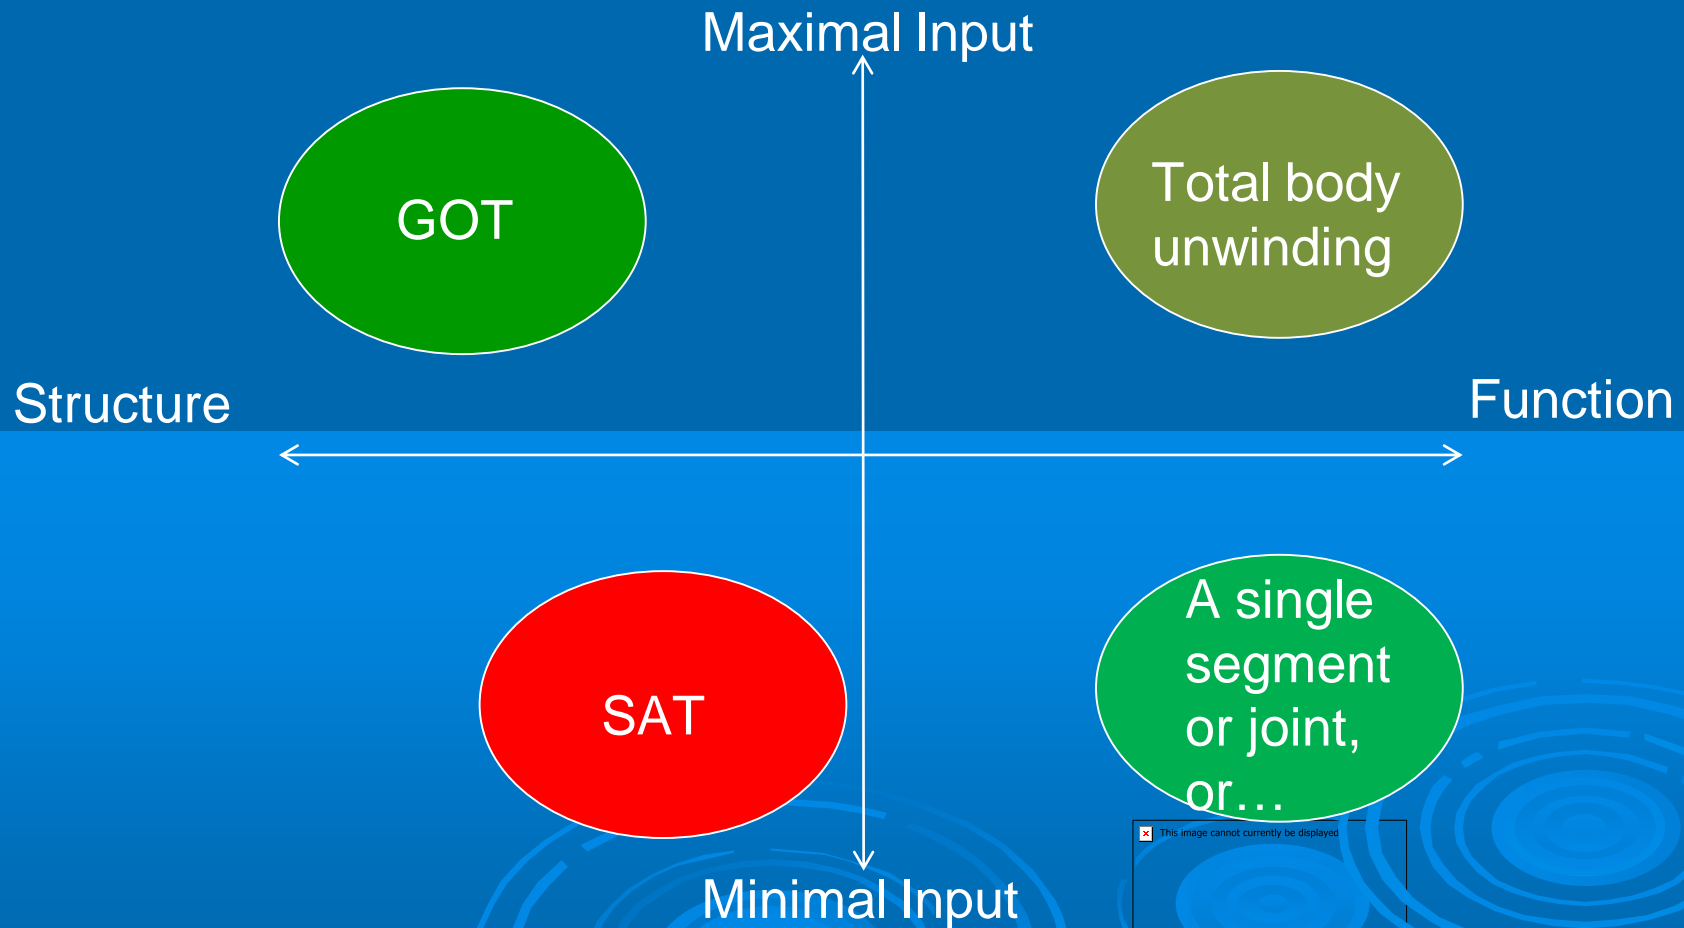 Maximal Input
GOT
Total body
unwinding
Structure
Function
SAT
A single
segment
or joint,
or…
This image cannot currently be displayed
Minimal Input